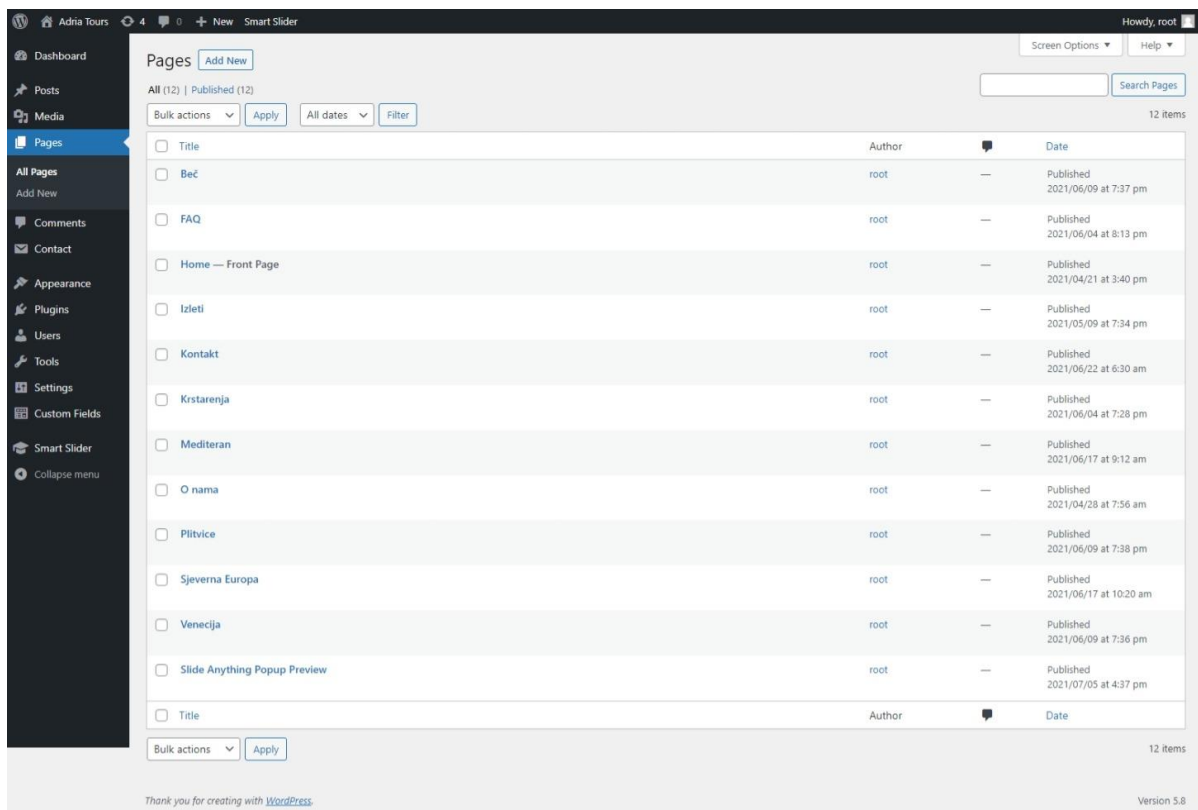 Adria Tours 4 0 + New Smart Slider Howdy, root
Dashboard
Posts
Media
Pages
All Pages
Add New
Comments
Contact
Appearance
Plugins
Users
Tools
Settings
Custom Fields
Smart Slider
Collapse menu
Screen Options ▼ Help ▼
Pages Add New
All (12) | Published (12)
Search Pages
Bulk actions Apply All dates Filter 12 items
Title Author Date
Beč root — Published
2021/06/09 at 7:37 pm
FAQ root — Published
2021/06/04 at 8:13 pm
Home — Front Page root — Published
2021/04/21 at 3:40 pm
Izleti root — Published
2021/05/09 at 7:34 pm
Kontakt root — Published
2021/06/22 at 6:30 am
Krstarenja root — Published
2021/06/04 at 7:28 pm
Mediteran root — Published
2021/06/17 at 9:12 am
O nama root — Published
2021/04/28 at 7:56 am
Plitvice root — Published
2021/06/09 at 7:38 pm
Sjeverna Europa root — Published
2021/06/17 at 10:20 am
Venecija root — Published
2021/06/09 at 7:36 pm
Slide Anything Popup Preview root — Published
2021/07/05 at 4:37 pm
Title Author Date
Bulk actions Apply 12 items
Thank you for creating with WordPress. Version 5.8